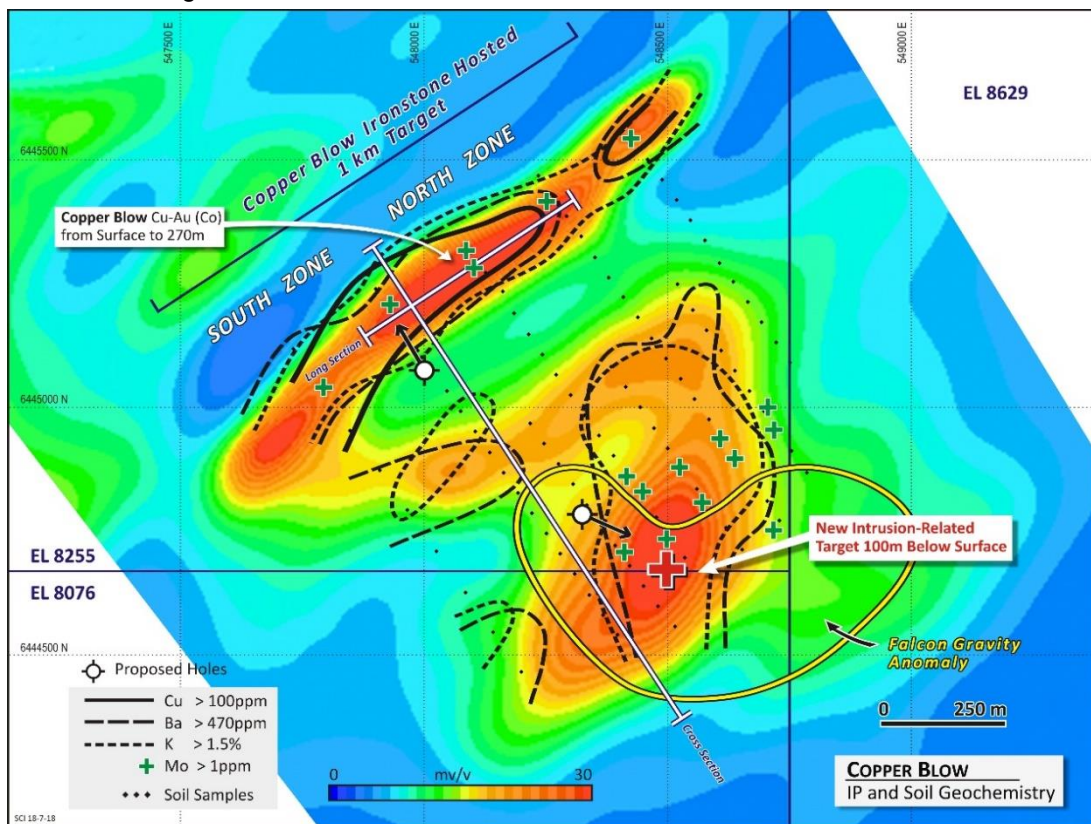 547500 E
548000 E
548500 E
549000 E
EL 8629
Copper Blow Ironstone Hosted
1 km Target
6445500 N
NORTH ZONE
SOUTH ZONE
Copper Blow Cu-Au (Co)
from Surface to 270m
Long Section
6445000 N
New Intrusion-Related
Target 100m Below Surface
EL 8255
EL 8076
Falcon Gravity
Anomaly
6444500 N
Cross-Section
Proposed Holes
Cu > 100ppm
Ba > 470ppm
K > 1.5%
Mo > 1ppm
Soil Samples
0 mv/v 30
0 250 m
COPPER BLOW
IP and Soil Geochemistry
SCI 18-7-18